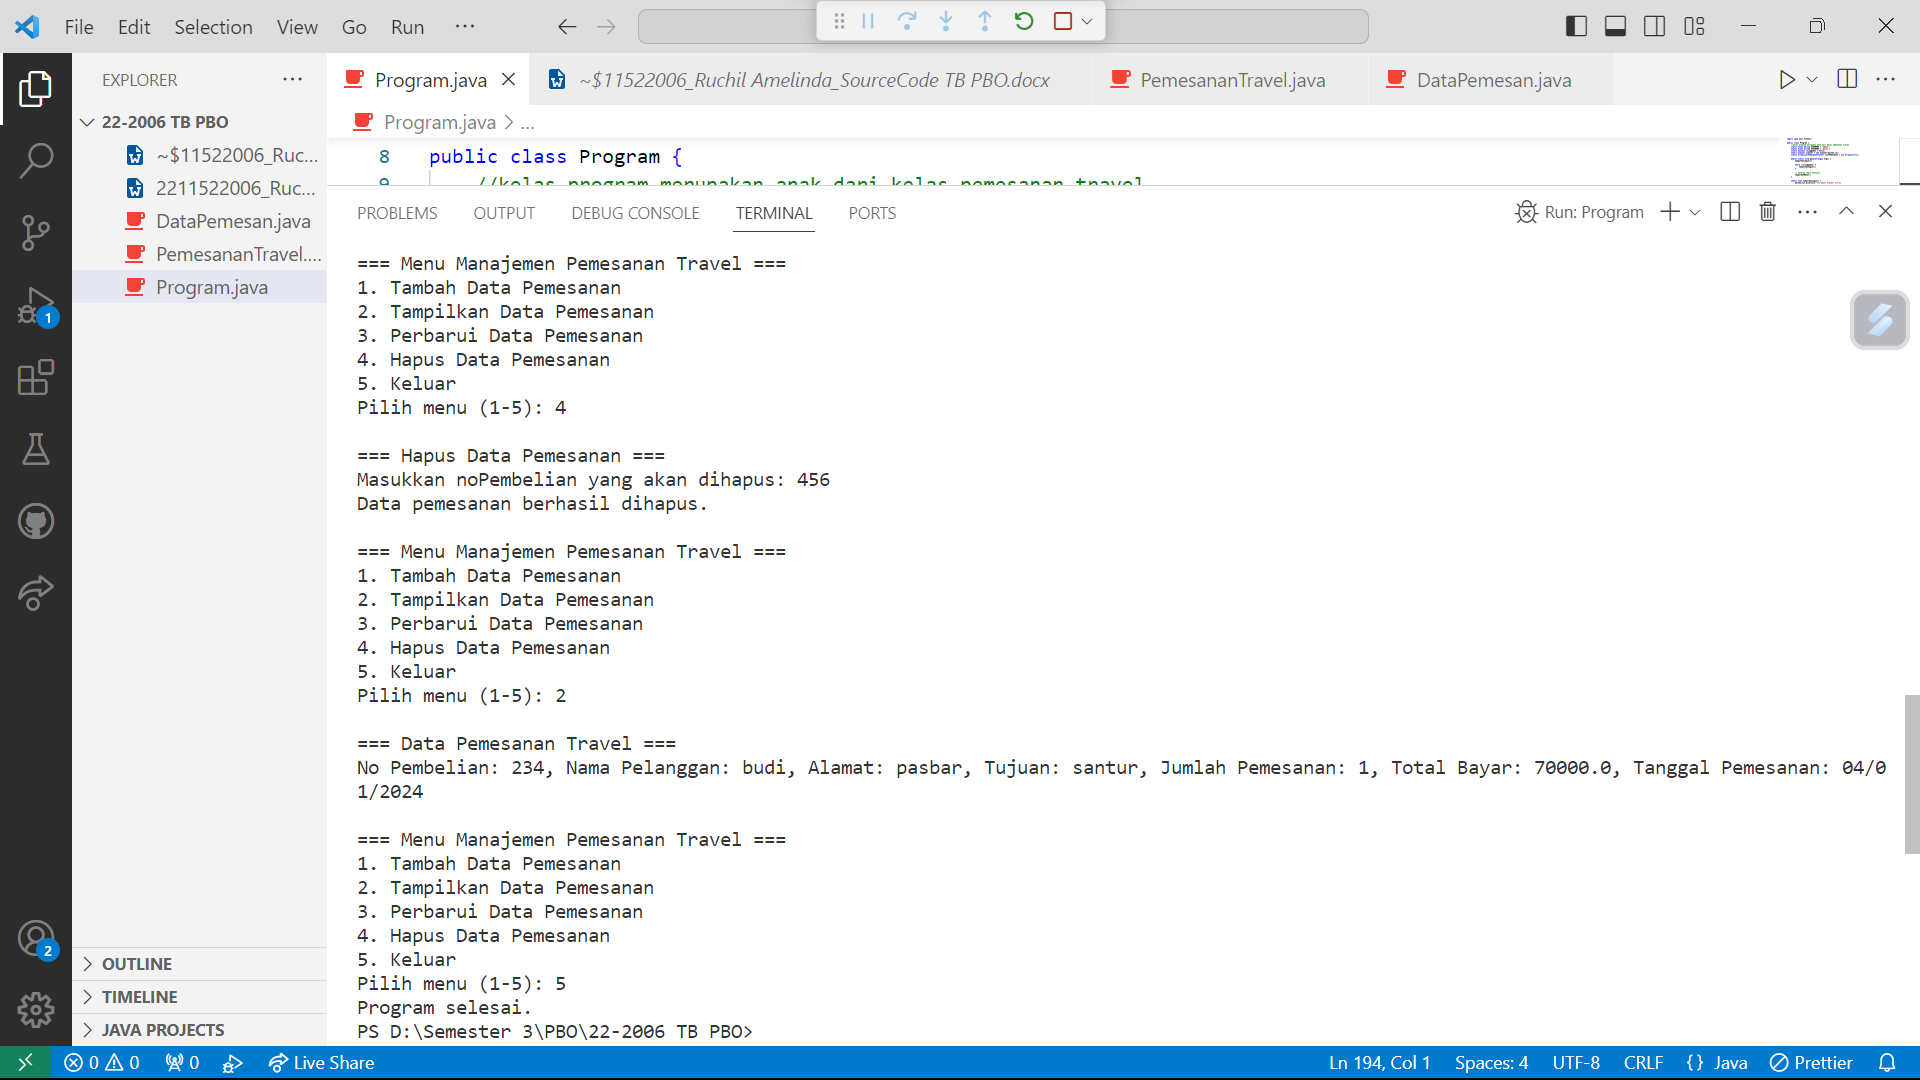 File Edit Selection View Go Run ...
EXPLORER
Program.java
~$11522006_Ruchil Amelinda_SourceCode TB PBO.docx
PemesananTravel.java
DataPemesan.java
22-2006 TB PBO
~$11522006_Ruc...
2211522006_Ruc...
DataPemesan.java
PemesananTravel....
Program.java
Program.java > ...
8 public class Program {
9 //kelas program merupakan anak dari kelas pemesanan travel
PROBLEMS OUTPUT DEBUG CONSOLE TERMINAL PORTS
Run: Program
=== Menu Manajemen Pemesanan Travel ===
1. Tambah Data Pemesanan
2. Tampilkan Data Pemesanan
3. Perbarui Data Pemesanan
4. Hapus Data Pemesanan
5. Keluar
Pilih menu (1-5): 4
=== Hapus Data Pemesanan ===
Masukkan noPembelian yang akan dihapus: 456
Data pemesanan berhasil dihapus.
=== Menu Manajemen Pemesanan Travel ===
1. Tambah Data Pemesanan
2. Tampilkan Data Pemesanan
3. Perbarui Data Pemesanan
4. Hapus Data Pemesanan
5. Keluar
Pilih menu (1-5): 2
=== Data Pemesanan Travel ===
No Pembelian: 234, Nama Pelanggan: budi, Alamat: pasbar, Tujuan: santur, Jumlah Pemesanan: 1, Total Bayar: 70000.0, Tanggal Pemesanan: 04/0
1/2024
=== Menu Manajemen Pemesanan Travel ===
1. Tambah Data Pemesanan
2. Tampilkan Data Pemesanan
3. Perbarui Data Pemesanan
4. Hapus Data Pemesanan
5. Keluar
Pilih menu (1-5): 5
Program selesai.
PS D:\Semester 3\PBO\22-2006 TB PBO>
1
2
OUTLINE
TIMELINE
JAVA PROJECTS
0 0 0 Live Share
Ln 194, Col 1 Spaces: 4 UTF-8 CRLF {} Java Prettier